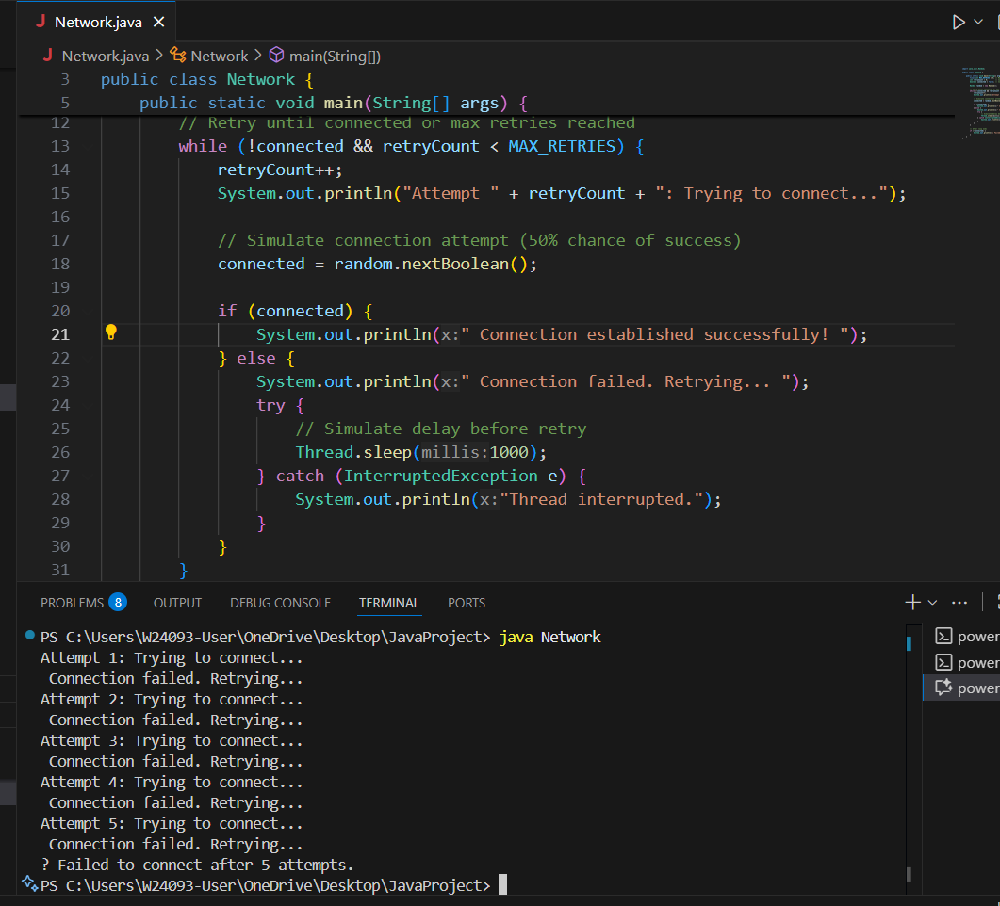 J Network.java ×
J Network.java > Network > main(String[])
3 public class Network {
5 public static void main(String[] args) {
12 // Retry until connected or max retries reached
13 while (!connected && retryCount < MAX_RETRIES) {
14 retryCount++;
15 System.out.println("Attempt " + retryCount + ": Trying to connect...");
16
17 // Simulate connection attempt (50% chance of success)
18 connected = random.nextBoolean();
19
20 if (connected) {
21 System.out.println(x:" Connection established successfully! ");
22 } else {
23 System.out.println(x:" Connection failed. Retrying... ");
24 try {
25 // Simulate delay before retry
26 Thread.sleep(millis:1000);
27 } catch (InterruptedException e) {
28 System.out.println(x:"Thread interrupted.");
29 }
30 }
31 }
PROBLEMS 8 OUTPUT DEBUG CONSOLE TERMINAL PORTS
PS C:\Users\W24093-User\OneDrive\Desktop\JavaProject> java Network
Attempt 1: Trying to connect...
Connection failed. Retrying...
Attempt 2: Trying to connect...
Connection failed. Retrying...
Attempt 3: Trying to connect...
Connection failed. Retrying...
Attempt 4: Trying to connect...
Connection failed. Retrying...
Attempt 5: Trying to connect...
Connection failed. Retrying...
? Failed to connect after 5 attempts.
PS C:\Users\W24093-User\OneDrive\Desktop\JavaProject>
power
power
power